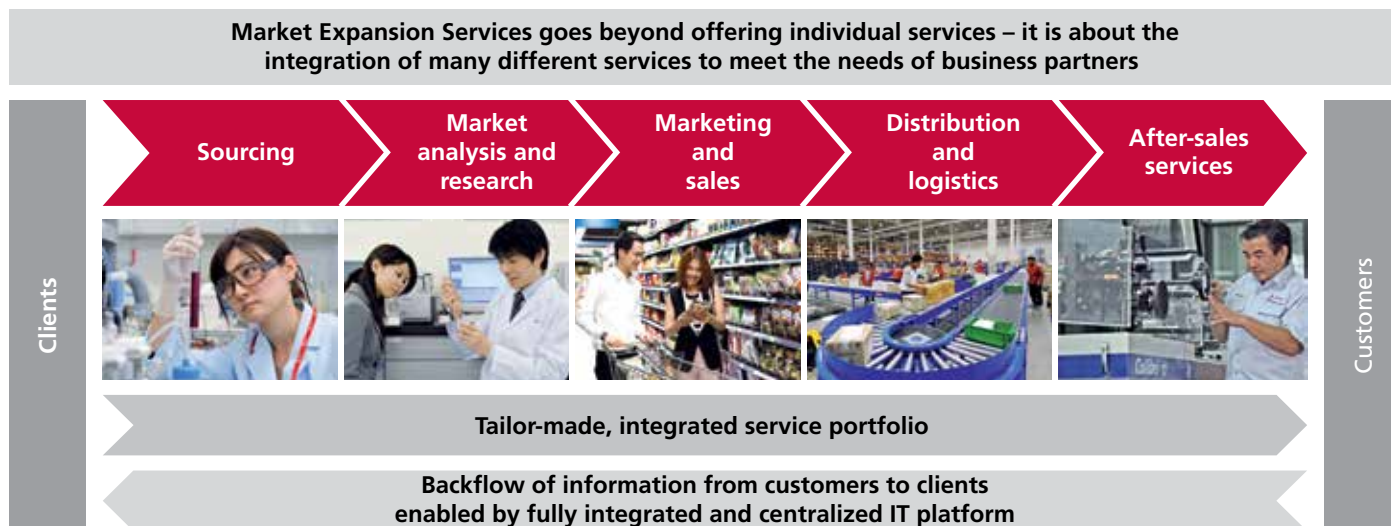 Market Expansion Services goes beyond offering individual services – it is about the
integration of many different services to meet the needs of business partners
Clients
Sourcing
Market
analysis and
research
Marketing
and
sales
Distribution
and
logistics
After-sales
services
Customers
Tailor-made, integrated service portfolio
Backflow of information from customers to clients
enabled by fully integrated and centralized IT platform